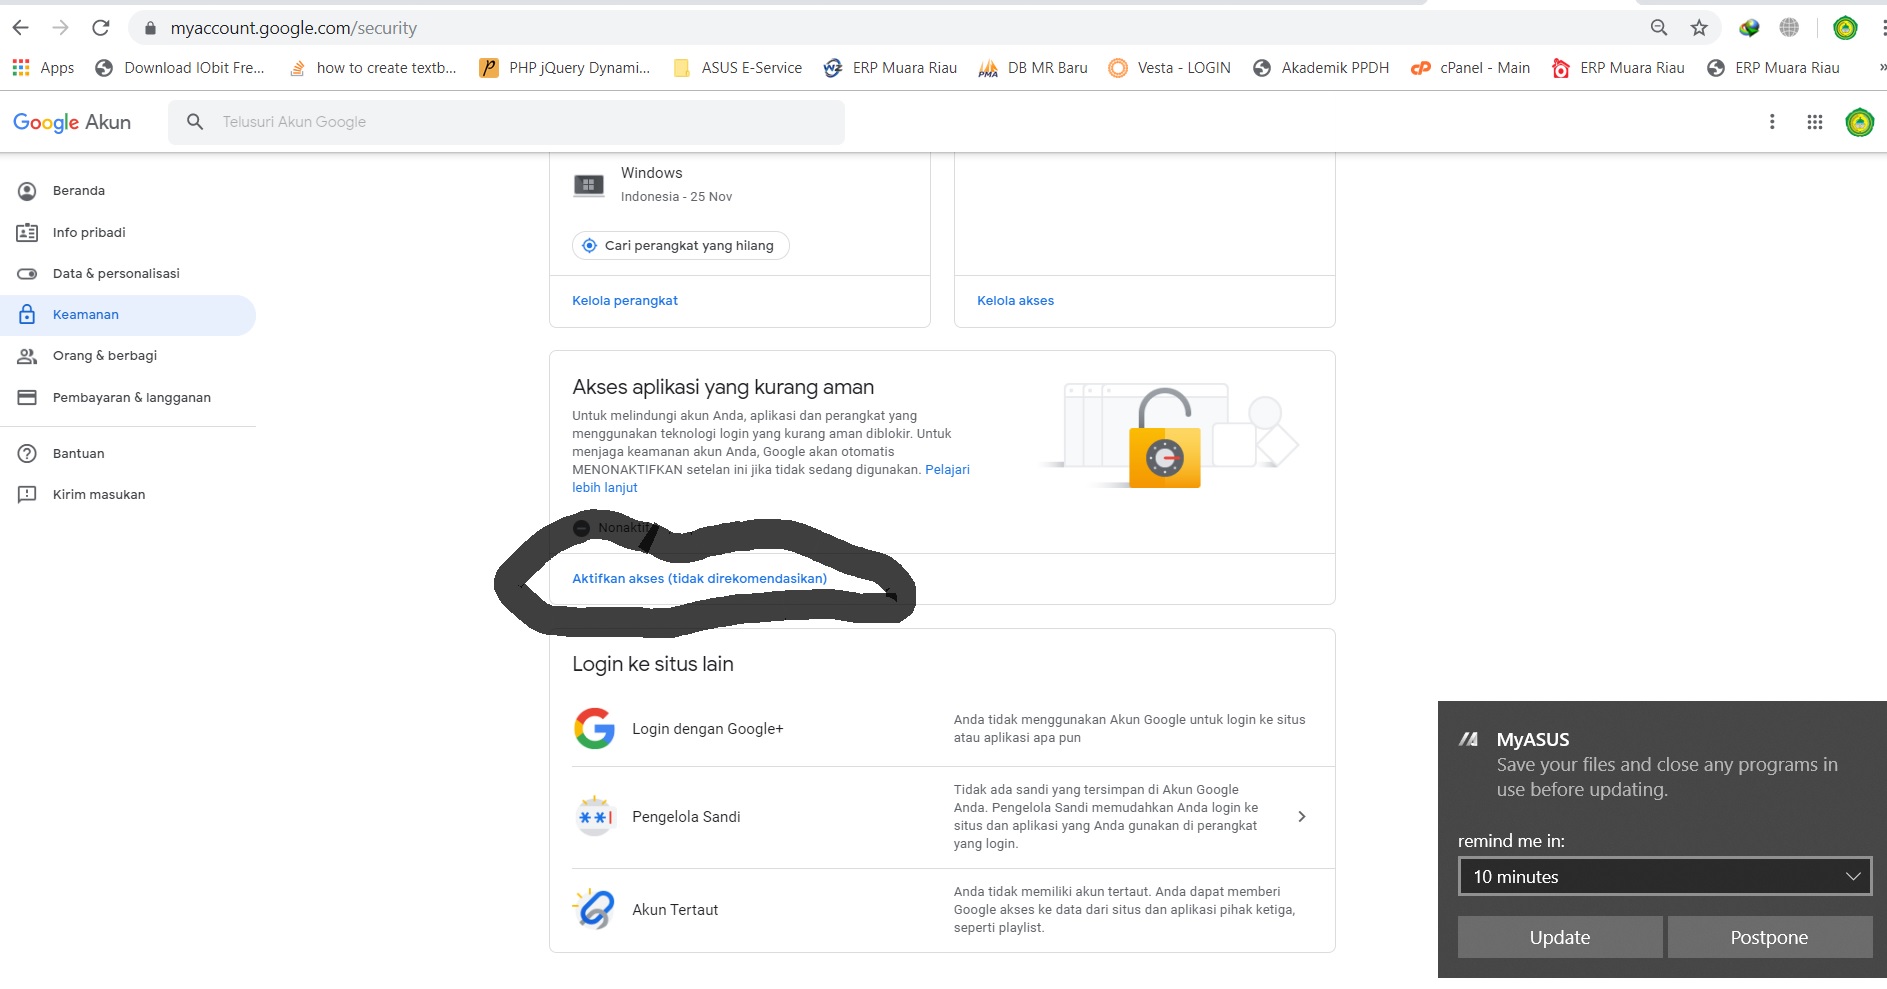 myaccount.google.com/security
Apps
Download IObit Fre...
how to create textb...
PHP jQuery Dynami...
ASUS E-Service
ERP Muara Riau
DB MR Baru
Vesta - LOGIN
Akademik PPDH
cPanel - Main
ERP Muara Riau
ERP Muara Riau
»
Google Akun
Telusuri Akun Google
Beranda
Info pribadi
Data & personalisasi
Keamanan
Orang & berbagi
Pembayaran & langganan
Bantuan
Kirim masukan
Windows
Indonesia - 25 Nov
Cari perangkat yang hilang
Kelola perangkat
Kelola akses
Akses aplikasi yang kurang aman
Untuk melindungi akun Anda, aplikasi dan perangkat yang
menggunakan teknologi login yang kurang aman diblokir. Untuk
menjaga keamanan akun Anda, Google akan otomatis
MENONAKTIFKAN setelan ini jika tidak sedang digunakan. Pelajari
lebih lanjut
Nonaktif
Aktifkan akses (tidak direkomendasikan)
Login ke situs lain
Login dengan Google+
Anda tidak menggunakan Akun Google untuk login ke situs
atau aplikasi apa pun
Pengelola Sandi
Tidak ada sandi yang tersimpan di Akun Google
Anda. Pengelola Sandi memudahkan Anda login ke
situs dan aplikasi yang Anda gunakan di perangkat
yang login.
Akun Tertaut
Anda tidak memiliki akun tertaut. Anda dapat memberi
Google akses ke data dari situs dan aplikasi pihak ketiga,
seperti playlist.
MyASUS
Save your files and close any programs in
use before updating.
remind me in:
10 minutes
Update
Postpone